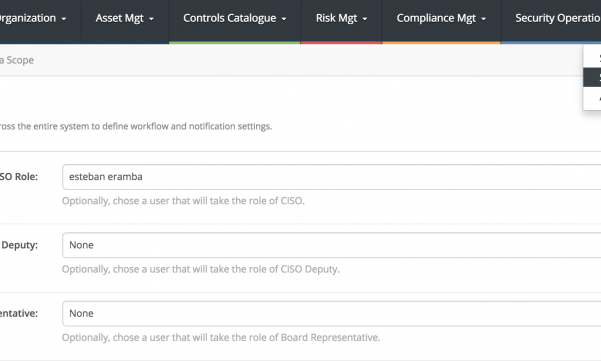 rganization Asset Mgt Controls Catalogue Risk Mgt Compliance Mgt Security Operatio
a Scope
S
S
A
ross the entire system to define workflow and notification settings.
SO Role: esteban eramba
Optionally, chose a user that will take the role of CISO.
Deputy: None
Optionally, chose a user that will take the role of CISO Deputy.
entative: None
Optionally, chose a user that will take the role of Board Representative.